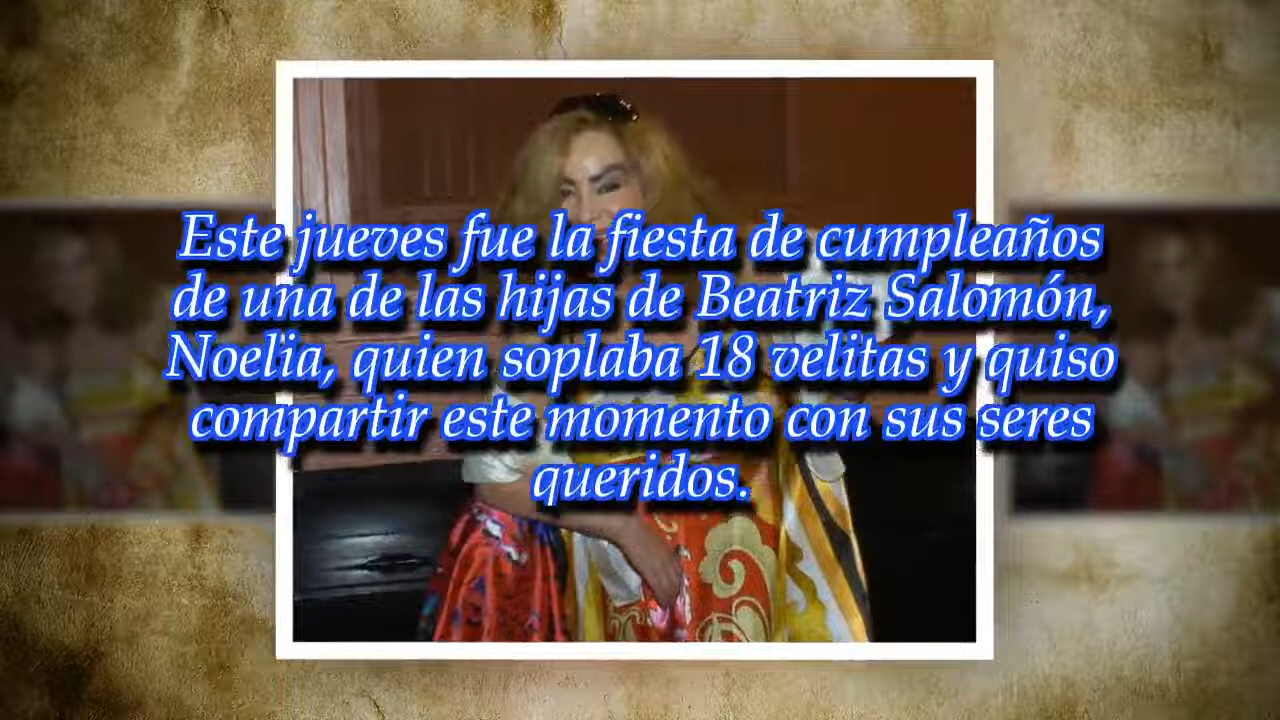 Este jueves fue la fiesta de cumpleaños
de una de las hijas de Beatriz Salomón,
Noelia, quien soplaba 18 velitas y quiso
compartir este momento con sus seres
queridos.